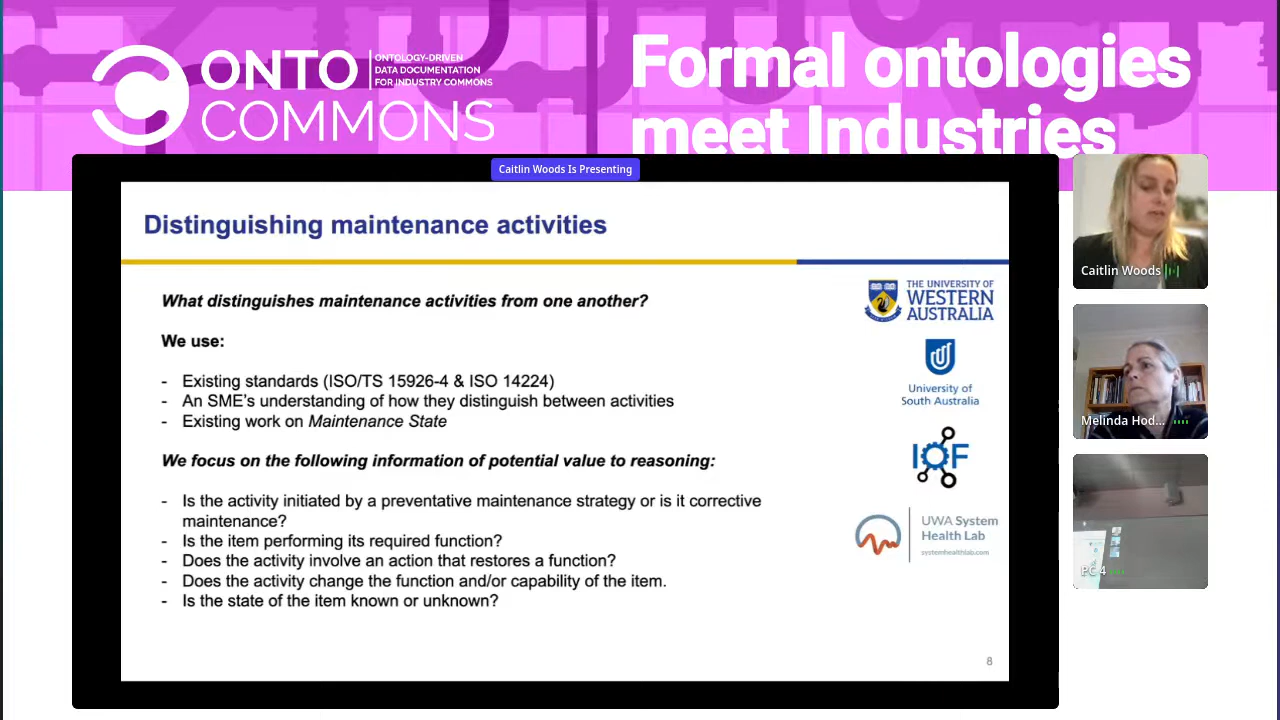 ONTO
COMMONS
ONTOLOGY-DRIVEN
DATA DOCUMENTATION
FOR INDUSTRY COMMONS
Formal ontologies
meet Industries
Caitlin Woods Is Presenting
Distinguishing maintenance activities
What distinguishes maintenance activities from one another?
We use:
- Existing standards (ISO/TS 15926-4 & ISO 14224)
- An SME's understanding of how they distinguish between activities
- Existing work on Maintenance State
We focus on the following information of potential value to reasoning:
- Is the activity initiated by a preventative maintenance strategy or is it corrective
maintenance?
- Is the item performing its required function?
- Does the activity involve an action that restores a function?
- Does the activity change the function and/or capability of the item.
- Is the state of the item known or unknown?
THE UNIVERSITY OF
WESTERN
AUSTRALIA
University of
South Australia
IOF
UWA System
Health Lab
systemhealthlab.com
8
Caitlin Woods
Melinda Hod...
PC 4